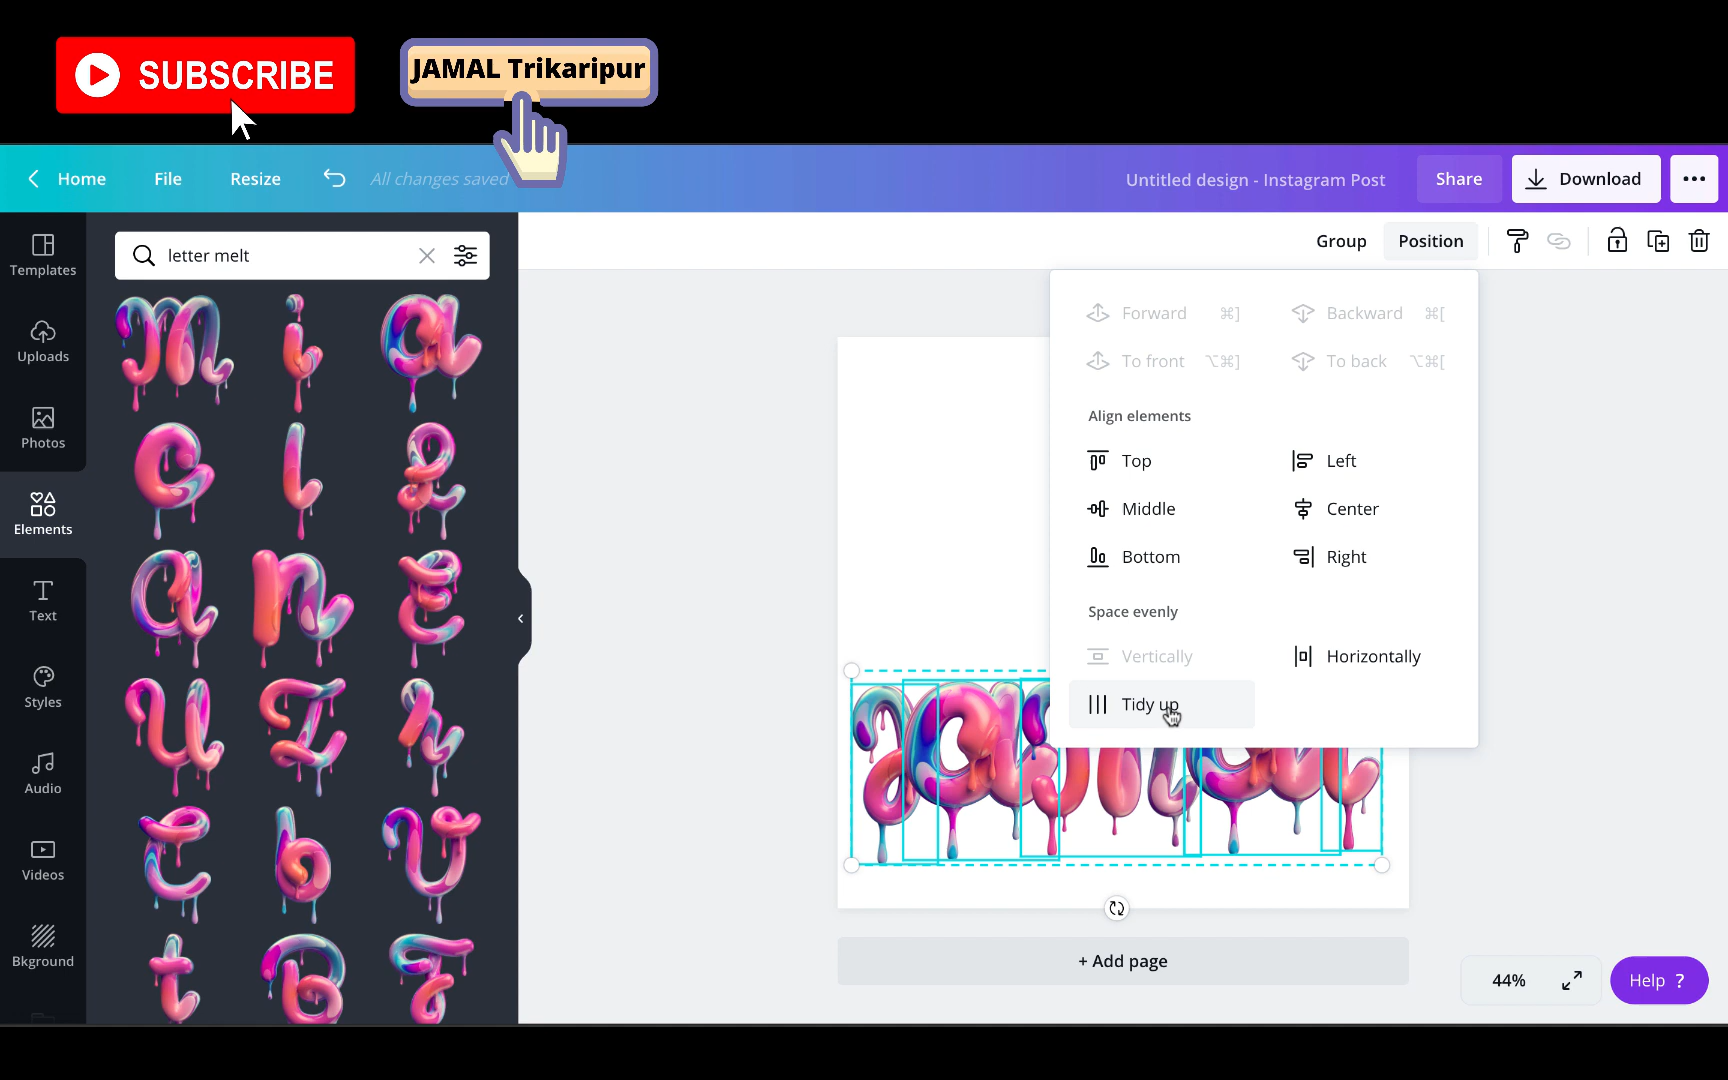 SUBSCRIBE
JAMAL Trikaripur
Home File Resize All changes saved
Untitled design - Instagram Post Share Download
letter melt
Group Position
Templates
Uploads
Photos
Elements
Text
Styles
Audio
Videos
Bkground
Forward ⌘] Backward ⌘[
To front ⌥⌘] To back ⌥⌘[
Align elements
Top Left
Middle Center
Bottom Right
Space evenly
Vertically Horizontally
Tidy up
+ Add page
44%
Help ?